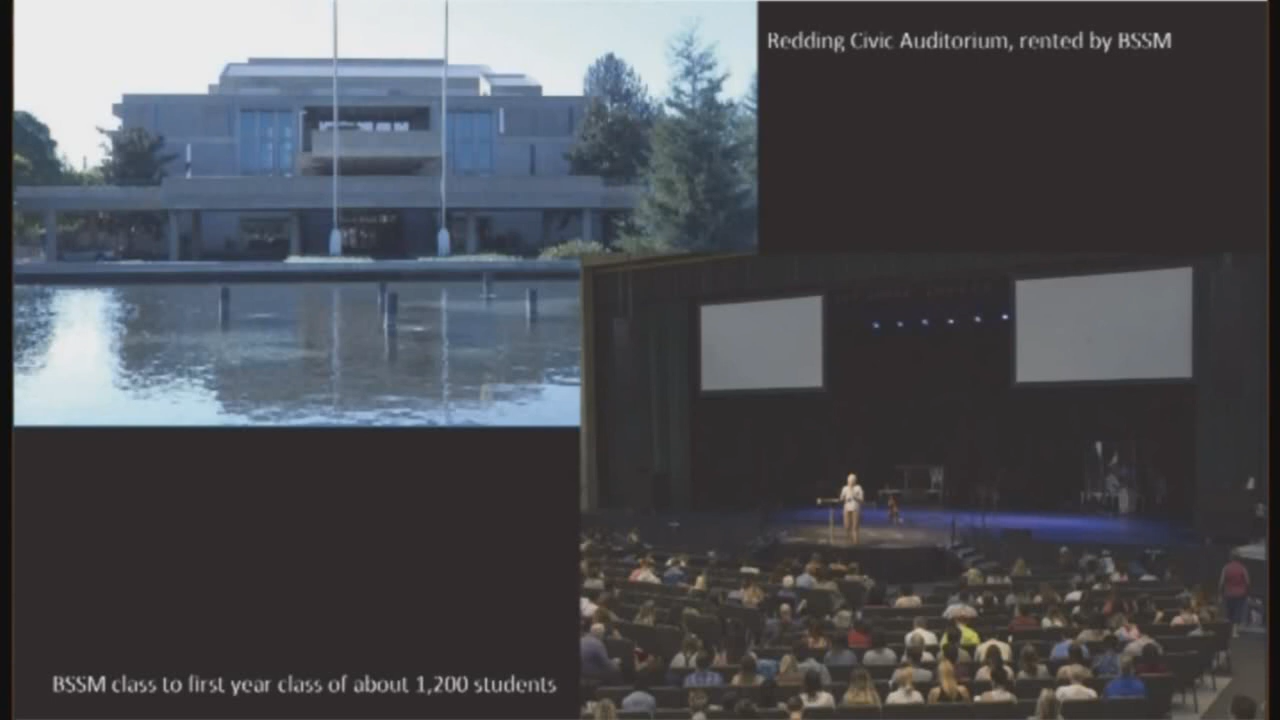 Redding Civic Auditorium, rented by BSSM
BSSM class to first year class of about 1,200 students